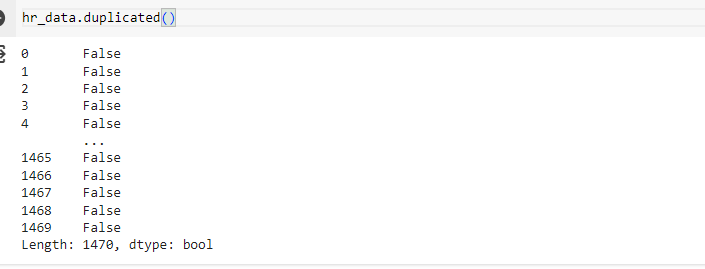 hr_data.duplicated()
0       False
1       False
2       False
3       False
4       False
        ...
1465    False
1466    False
1467    False
1468    False
1469    False
Length: 1470, dtype: bool